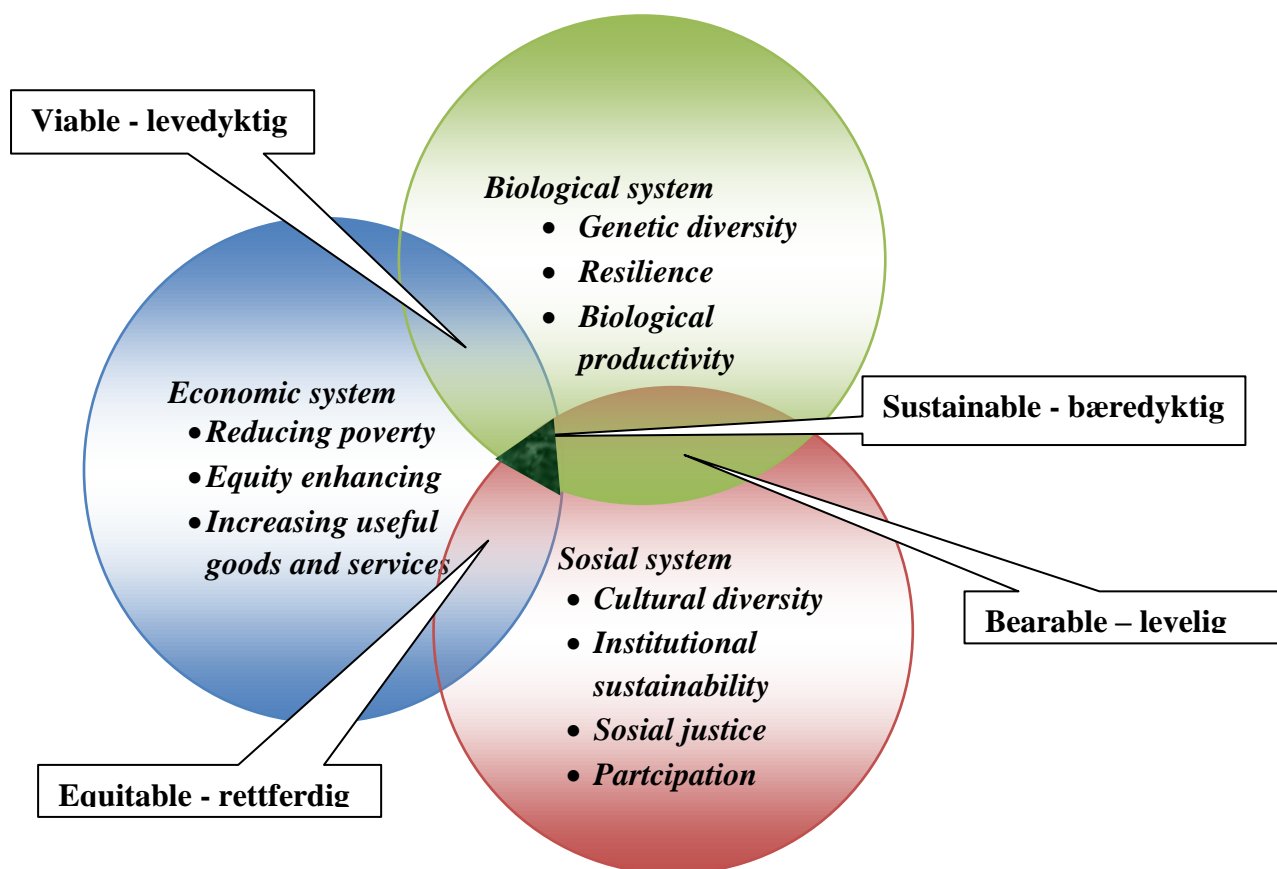 Viable - levedyktig
Biological system
• Genetic diversity
• Resilience
• Biological
productivity
Economic system
• Reducing poverty
• Equity enhancing
• Increasing useful
goods and services
Sustainable - bæredyktig
Sosial system
• Cultural diversity
• Institutional
sustainability
• Sosial justice
• Partcipation
Bearable – levelig
Equitable - rettferdig